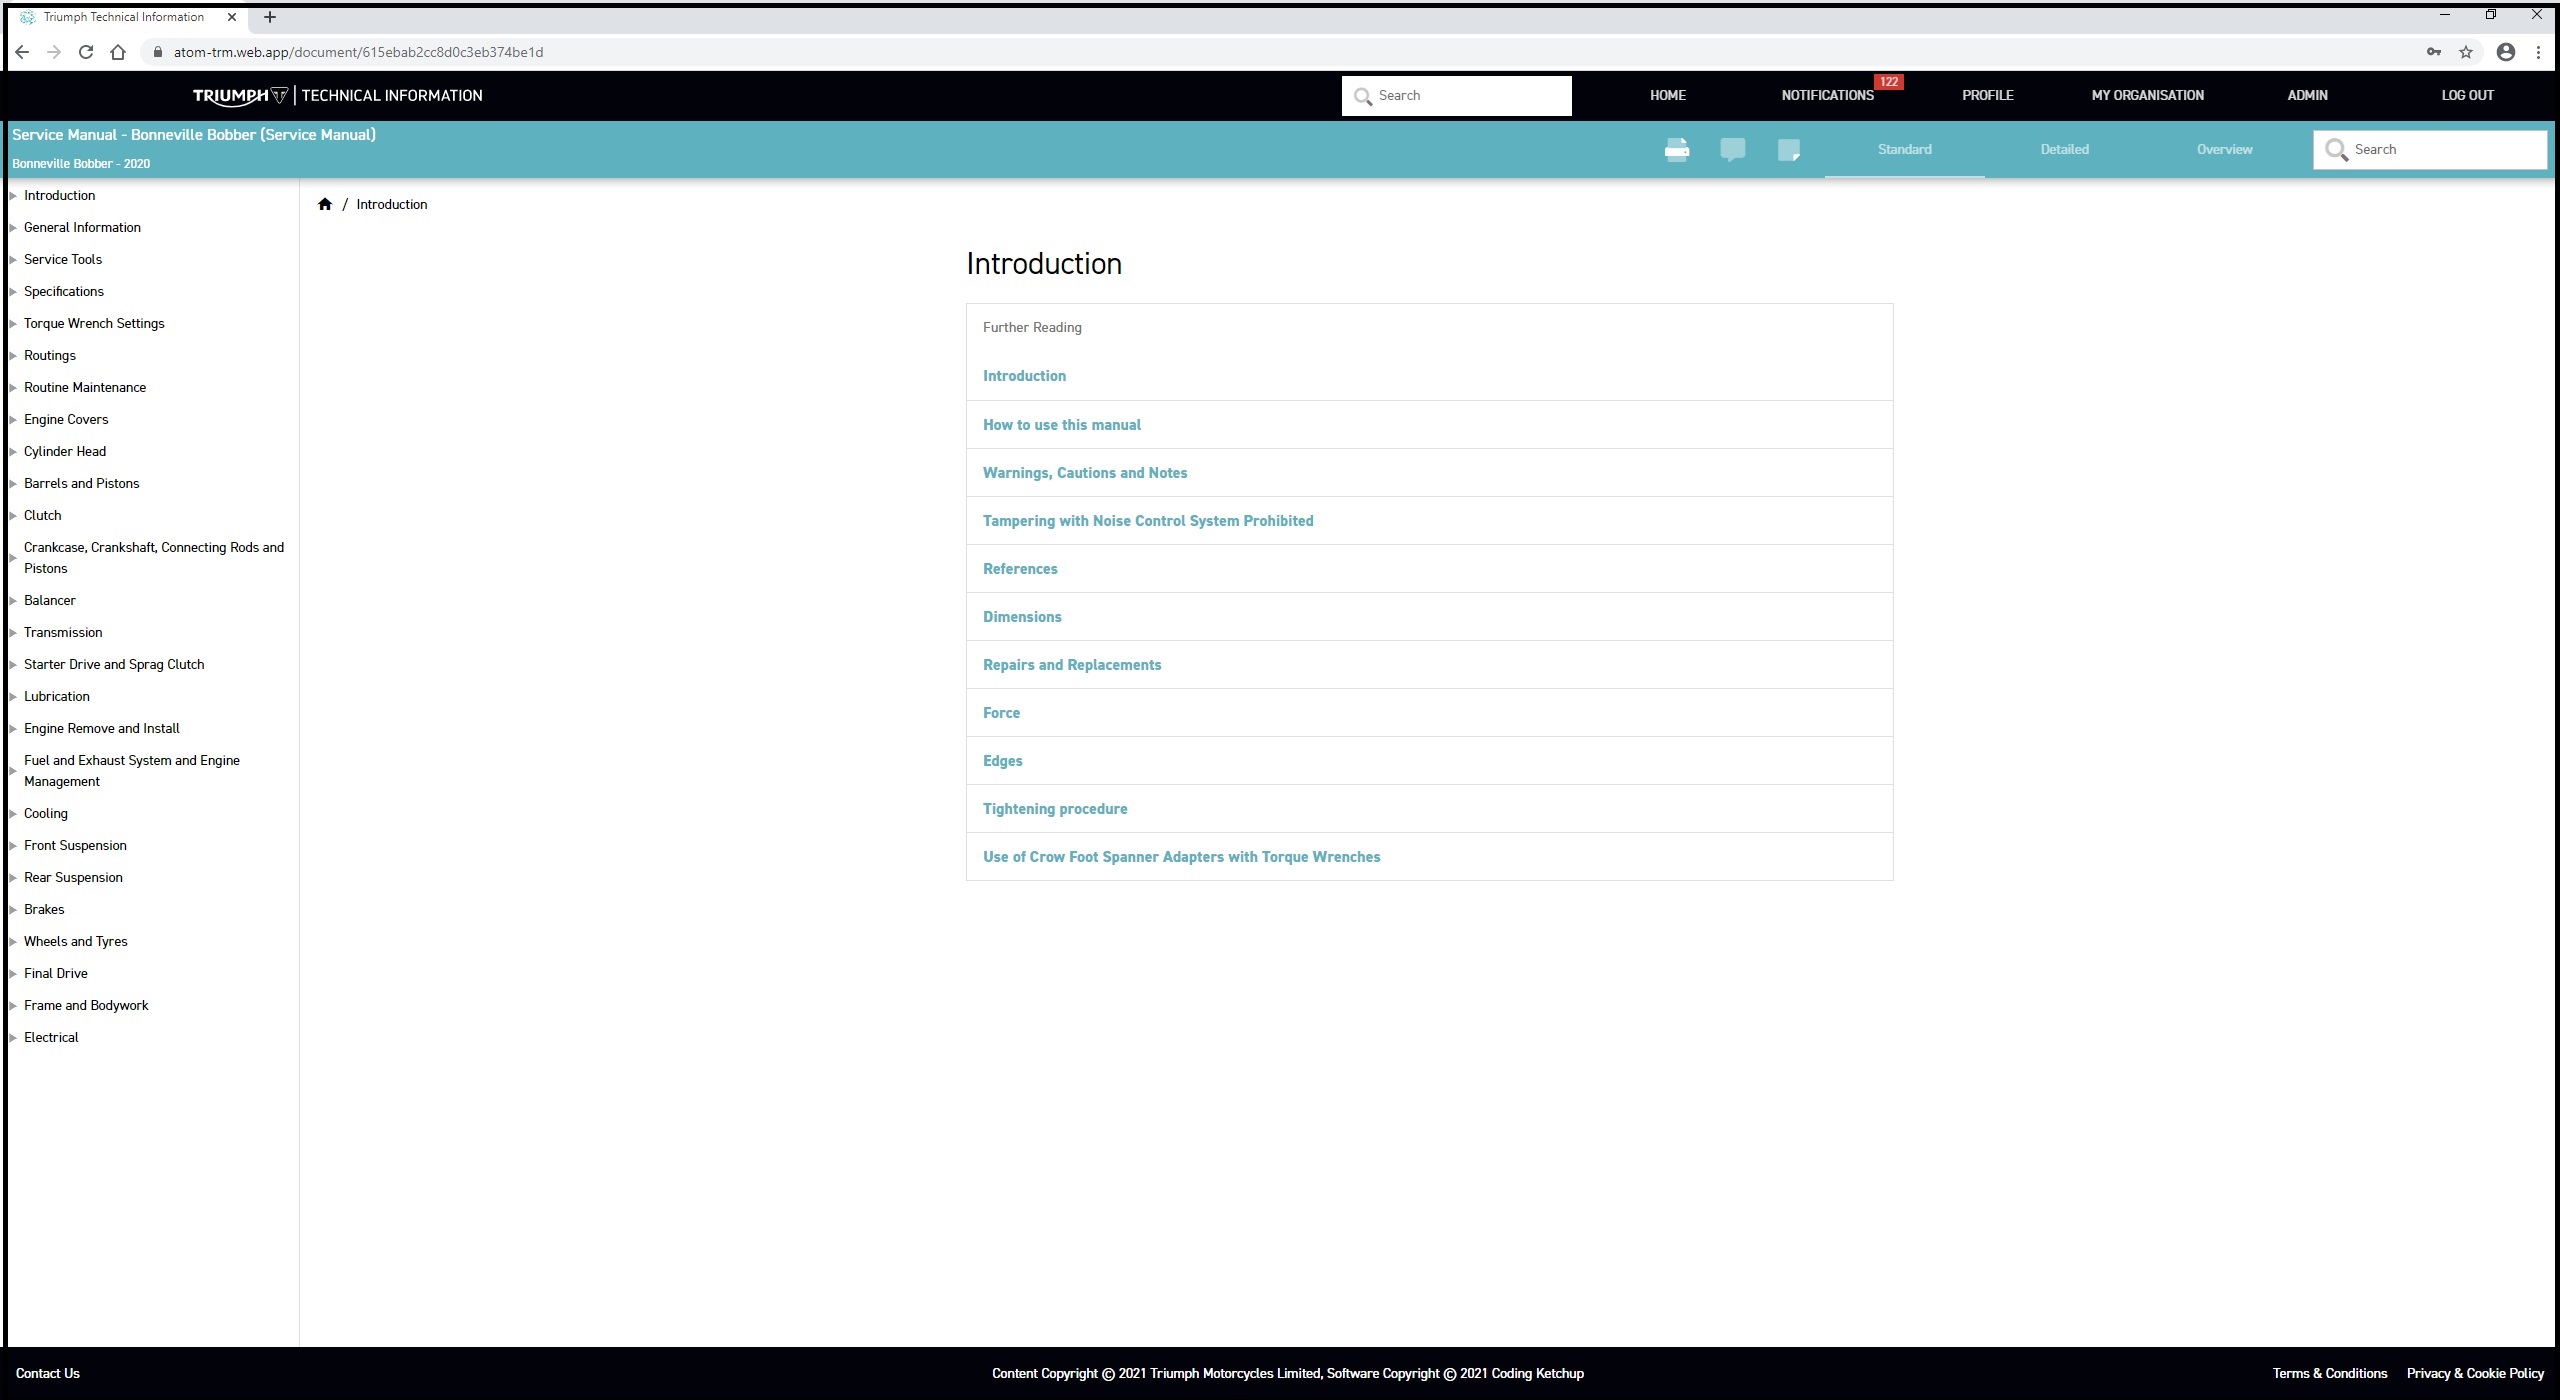 Triumph Technical Information
atom-trm.web.app/document/615ebab2cc8d0c3eb374be1d
TRIUMPH TECHNICAL INFORMATION
Search
HOME
NOTIFICATIONS
122
PROFILE
MY ORGANISATION
ADMIN
LOG OUT
Service Manual - Bonneville Bobber (Service Manual)
Bonneville Bobber - 2020
Standard
Detailed
Overview
Search
Introduction
General Information
Service Tools
Specifications
Torque Wrench Settings
Routings
Routine Maintenance
Engine Covers
Cylinder Head
Barrels and Pistons
Clutch
Crankcase, Crankshaft, Connecting Rods and
Pistons
Balancer
Transmission
Starter Drive and Sprag Clutch
Lubrication
Engine Remove and Install
Fuel and Exhaust System and Engine
Management
Cooling
Front Suspension
Rear Suspension
Brakes
Wheels and Tyres
Final Drive
Frame and Bodywork
Electrical
/ Introduction
Introduction
Further Reading
Introduction
How to use this manual
Warnings, Cautions and Notes
Tampering with Noise Control System Prohibited
References
Dimensions
Repairs and Replacements
Force
Edges
Tightening procedure
Use of Crow Foot Spanner Adapters with Torque Wrenches
Contact Us
Content Copyright © 2021 Triumph Motorcycles Limited, Software Copyright © 2021 Coding Ketchup
Terms & Conditions
Privacy & Cookie Policy